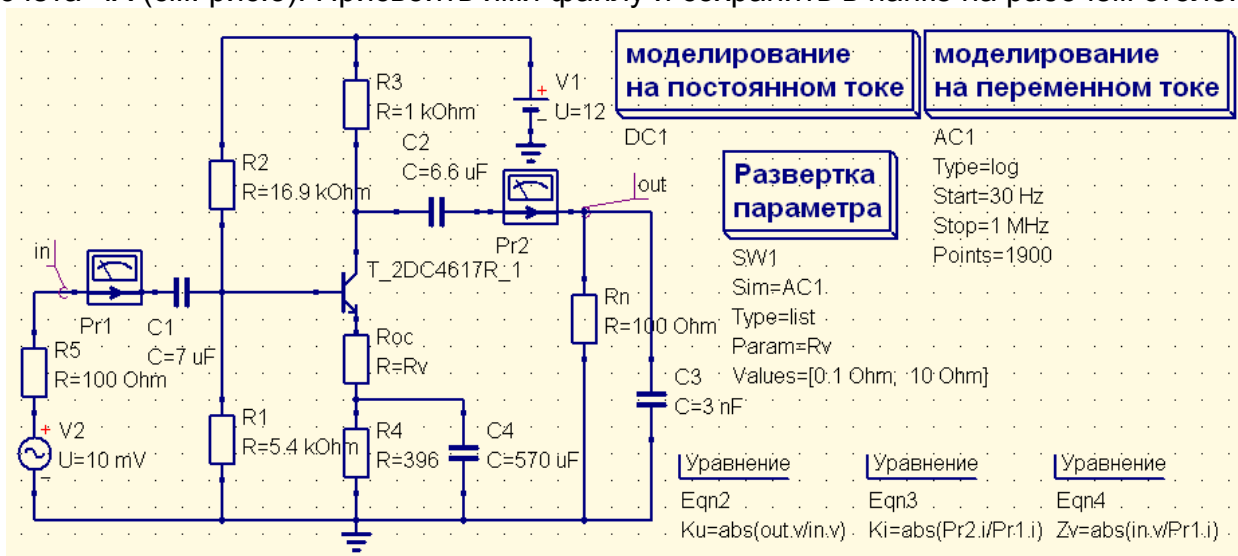 R3
R=1 kOhm
V1
U=12
C2
C=6.6 uF
R2
R=16.9 kOhm
Pr2
out
in
Pr1
C1
C=7 uF
T_2DC4617R_1
Roc
R=Rv
R5
R=100 Ohm
V2
U=10 mV
R1
R=5.4 kOhm
R4
R=396
C4
C=570 uF
Rn
R=100 Ohm
C3
C=3 nF
моделирование
на постоянном токе
DC1
моделирование
на переменном токе
AC1
Type=log
Start=30 Hz
Stop=1 MHz
Points=1900
Развертка
параметра
SW1
Sim=AC1
Type=list
Param=Rv
Values=[0.1 Ohm; 10 Ohm]
Уравнение
Eqn2
Ku=abs(out.v/in.v)
Уравнение
Eqn3
Ki=abs(Pr2.i/Pr1.i)
Уравнение
Eqn4
Zv=abs(in.v/Pr1.i)